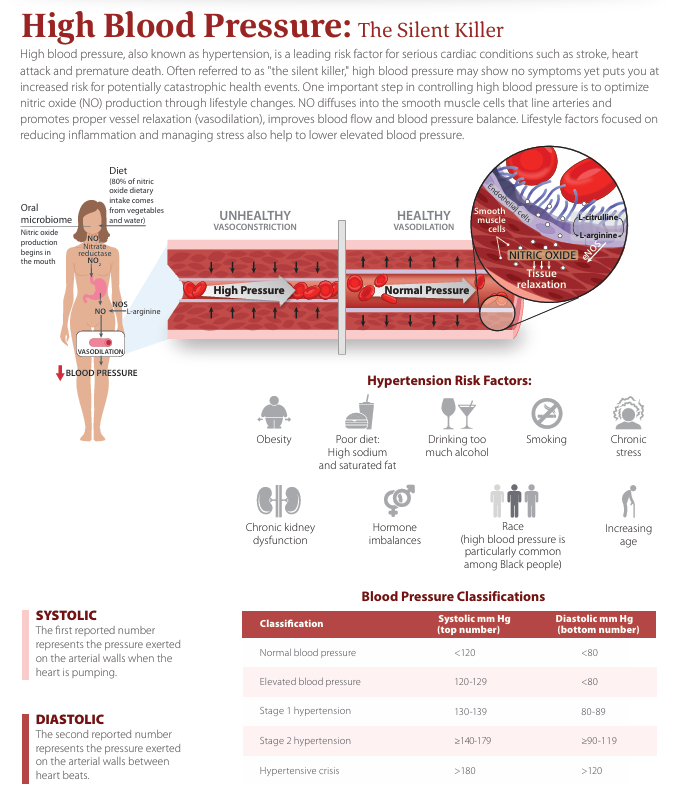 High Blood Pressure: The Silent Killer
High blood pressure, also known as hypertension, is a leading risk factor for serious cardiac conditions such as stroke, heart
attack and premature death. Often referred to as "the silent killer," high blood pressure may show no symptoms yet puts you at
increased risk for potentially catastrophic health events. One important step in controlling high blood pressure is to optimize
nitric oxide (NO) production through lifestyle changes. NO diffuses into the smooth muscle cells that line arteries and
promotes proper vessel relaxation (vasodilation), improves blood flow and blood pressure balance. Lifestyle factors focused on
reducing inflammation and managing stress also help to lower elevated blood pressure.
Diet
(80% of nitric
oxide dietary
intake comes
from vegetables
and water)
Oral
microbiome
Nitric oxide
production
begins in
the mouth
NO
Nitrate
reductase
NO
NO
NOS
L-arginine
VASODILATION
BLOOD PRESSURE
UNHEALTHY
VASOCONSTRICTION
HEALTHY
VASODILATION
High Pressure
Normal Pressure
Endothelial cells
Smooth
muscle
cells
L-citrulline
L-arginine
eNOS
NITRIC OXIDE
Tissue
relaxation
Hypertension Risk Factors:
Obesity
Poor diet:
High sodium
and saturated fat
Drinking too
much alcohol
Smoking
Chronic
stress
Chronic kidney
dysfunction
Hormone
imbalances
Race
(high blood pressure is
particularly common
among Black people)
Increasing
age
SYSTOLIC
The first reported number
represents the pressure exerted
on the arterial walls when the
heart is pumping.
DIASTOLIC
The second reported number
represents the pressure exerted
on the arterial walls between
heart beats.
Blood Pressure Classifications
Classification Systolic mm Hg (top number) Diastolic mm Hg (bottom number)
Normal blood pressure <120 <80
Elevated blood pressure 120-129 <80
Stage 1 hypertension 130-139 80-89
Stage 2 hypertension ≥140-179 ≥90-119
Hypertensive crisis >180 >120